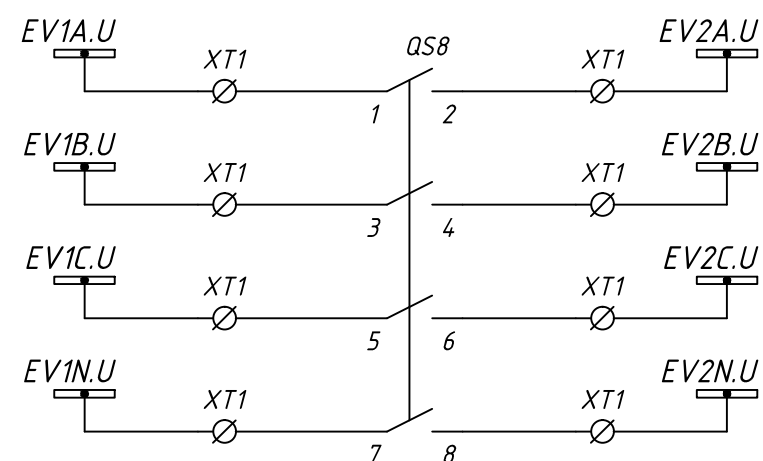 EV1A.U XT1 QS8 XT1 EV2A.U
1 2
EV1B.U XT1 XT1 EV2B.U
3 4
EV1C.U XT1 XT1 EV2C.U
5 6
EV1N.U XT1 XT1 EV2N.U
7 8